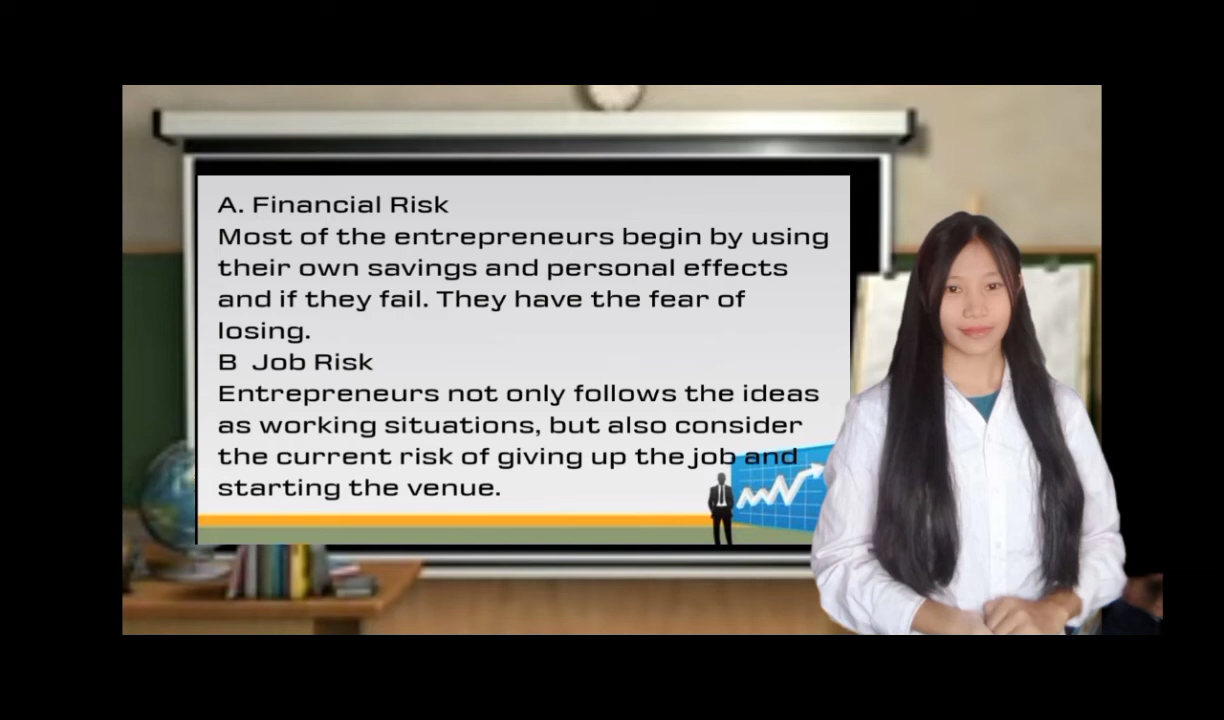 A. Financial Risk
Most of the entrepreneurs begin by using
their own savings and personal effects
and if they fail. They have the fear of
losing.
B  Job Risk
Entrepreneurs not only follows the ideas
as working situations, but also consider
the current risk of giving up the job and
starting the venue.